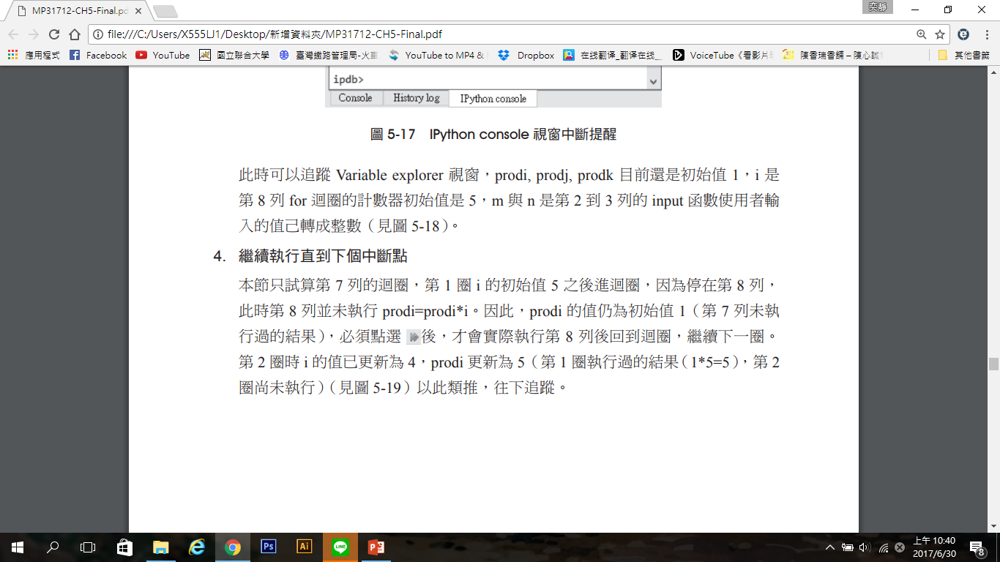 MP31712-CH5-Final.pd
奕靜
file:///C:/Users/X555LJ1/Desktop/新增資料夾/MP31712-CH5-Final.pdf
應用程式 Facebook YouTube 國立聯合大學 臺灣鐵路管理局-火車 YouTube to MP4 & Dropbox 在线翻译_翻译在线_ VoiceTube《看影片 陳香瑞香鋪 – 陳心誠 其他書籤
ipdb>
Console History log IPython console
圖 5-17 IPython console 視窗中斷提醒
此時可以追蹤 Variable explorer 視窗，prodi, prodj, prodk 目前還是初始值 1，i 是
第 8 列 for 迴圈的計數器初始值是 5，m 與 n 是第 2 到 3 列的 input 函數使用者輸
入的值己轉成整數（見圖 5-18）。
4. 繼續執行直到下個中斷點
本節只試算第 7 列的迴圈，第 1 圈 i 的初始值 5 之後進迴圈，因為停在第 8 列，
此時第 8 列並未執行 prodi=prodi*i。因此，prodi 的值仍為初始值 1（第 7 列未執
行過的結果），必須點選 後，才會實際執行第 8 列後回到迴圈，繼續下一圈。
第 2 圈時 i 的值已更新為 4，prodi 更新為 5（第 1 圈執行過的結果（1*5=5），第 2
圈尚未執行）（見圖 5-19）以此類推，往下追蹤。
Ps Ai LINE P
上午 10:40
2017/6/30
8